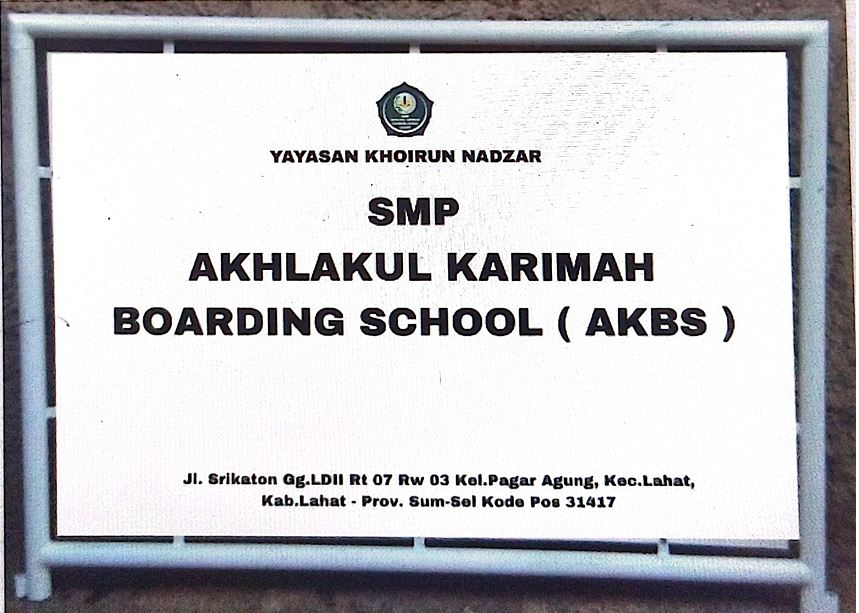 YAYASAN KHOIRUN NADZAR
SMP
AKHLAKUL KARIMAH
BOARDING SCHOOL ( AKBS )
Jl. Srikaton Gg.LDII Rt 07 Rw 03 Kel.Pagar Agung, Kec.Lahat,
Kab.Lahat - Prov. Sum-Sel Kode Pos 31417